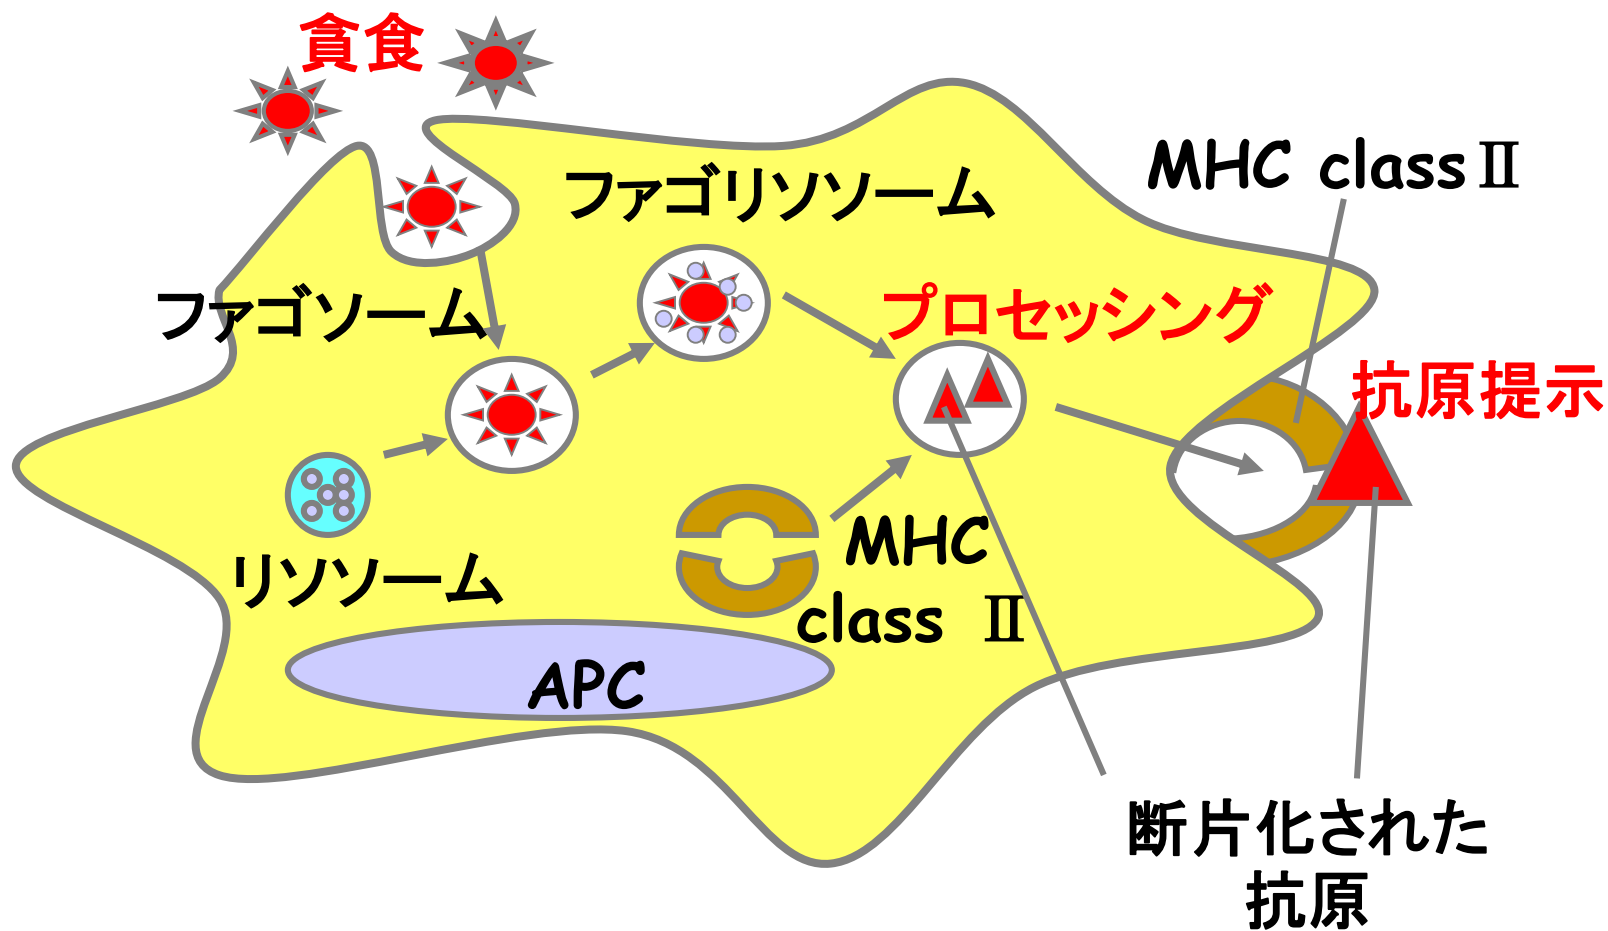 貪食
MHC classⅡ
ファゴリソソーム
ファゴソーム
プロセッシング
抗原提示
リソソーム
MHC
class Ⅱ
APC
断片化された
抗原